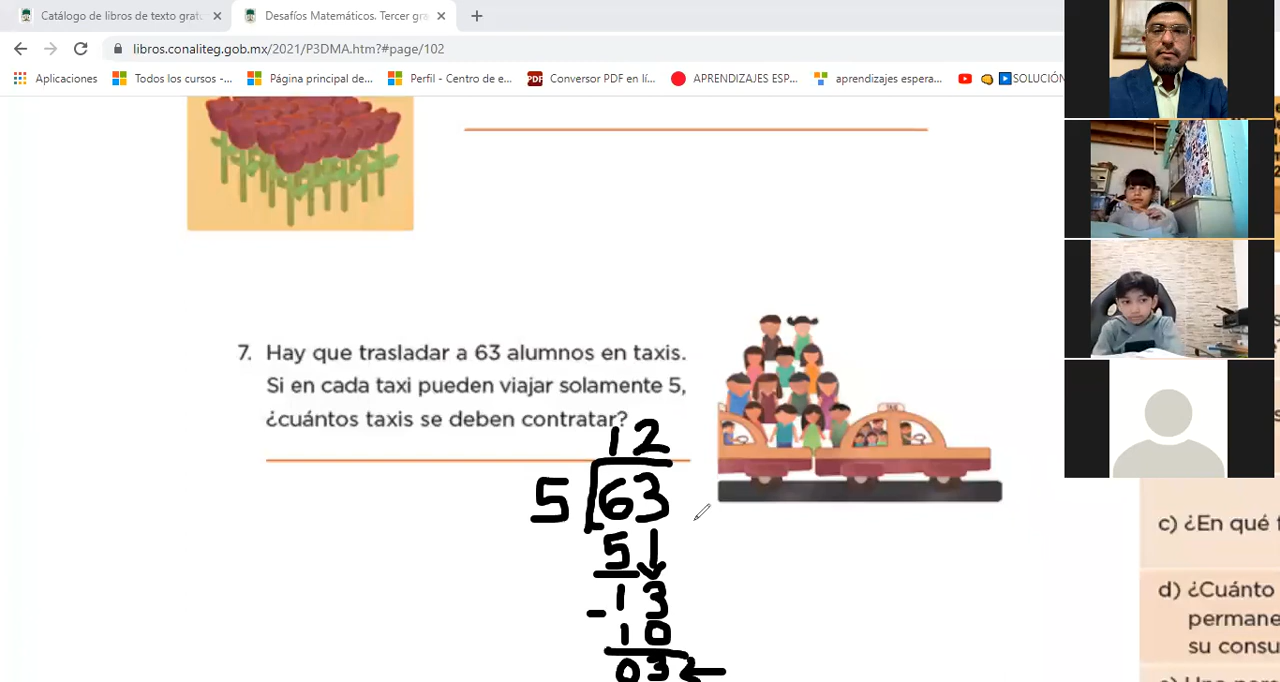 Catálogo de libros de texto grat
Desafíos Matemáticos. Tercer gra
libros.conaliteg.gob.mx/2021/P3DMA.htm?#page/102
Aplicaciones
Todos los cursos -...
Página principal de...
Perfil - Centro de e...
PDF
Conversor PDF en lí...
APRENDIZAJES ESP...
aprendizajes espera...
SOLUCIÓN
7. Hay que trasladar a 63 alumnos en taxis.
Si en cada taxi pueden viajar solamente 5,
¿cuántos taxis se deben contratar?
TAXI
12
5 63
5
- 13
10
03
c) ¿En qué
d) ¿Cuánto
permane
su consu